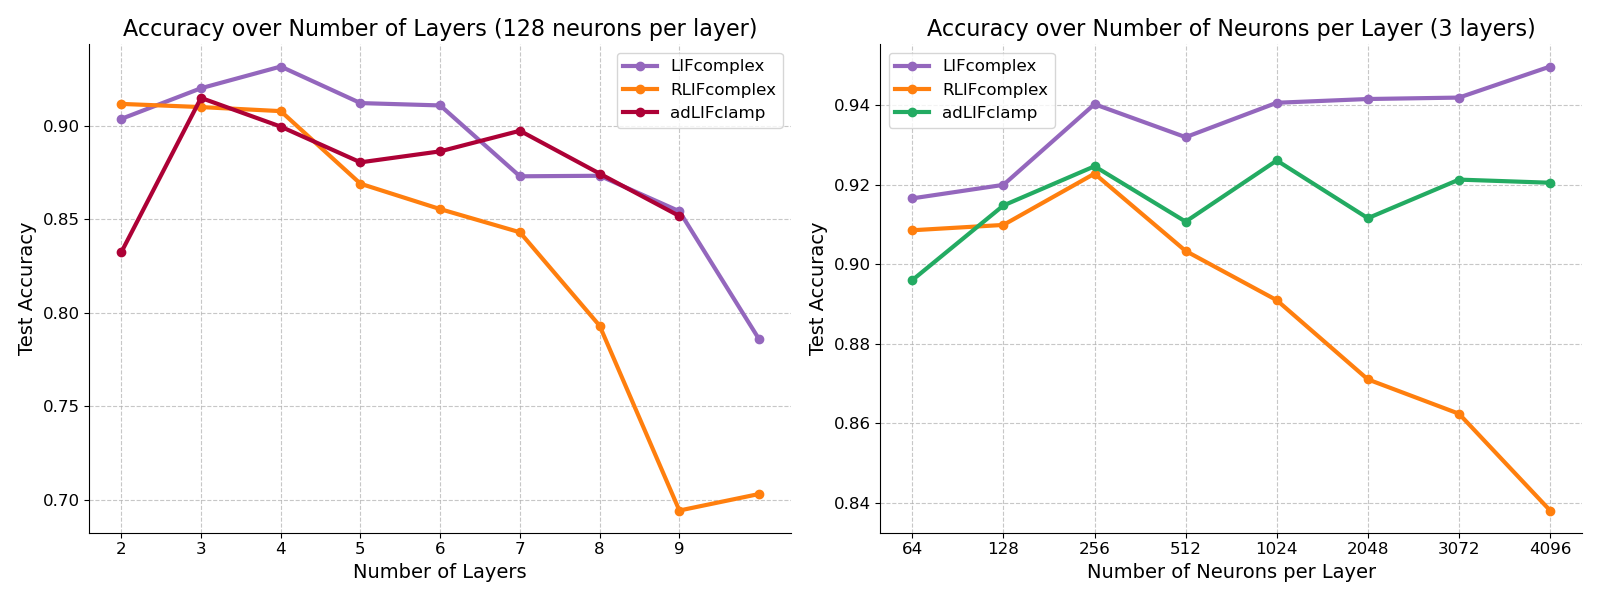 Accuracy over Number of Layers (128 neurons per layer)
LIFcomplex
RLIFcomplex
adLIFclamp
Test Accuracy
0.90
0.85
0.80
0.75
0.70
2 3 4 5 6 7 8 9
Number of Layers
Accuracy over Number of Neurons per Layer (3 layers)
LIFcomplex
RLIFcomplex
adLIFclamp
Test Accuracy
0.94
0.92
0.90
0.88
0.86
0.84
64 128 256 512 1024 2048 3072 4096
Number of Neurons per Layer